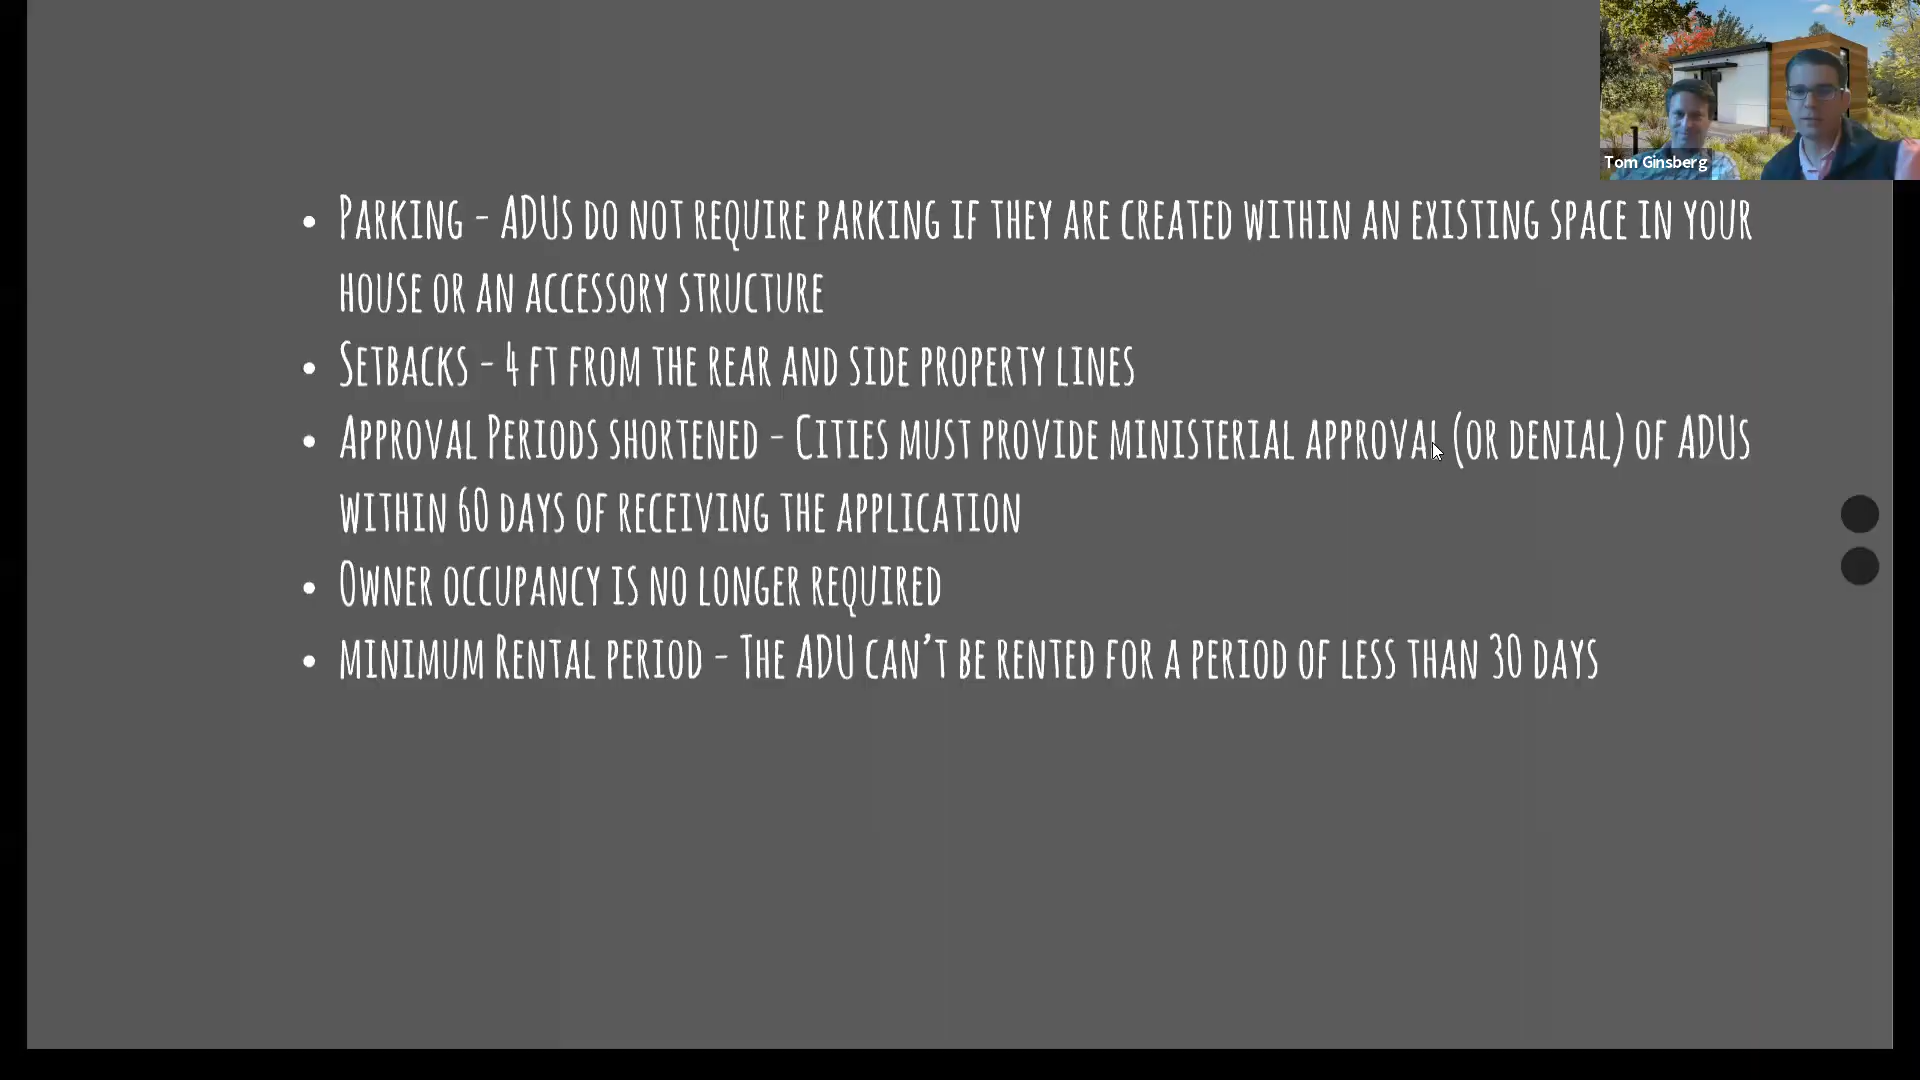 Tom Ginsberg
• Parking - ADUs do not require parking if they are created within an existing space in your
house or an accessory structure
• Setbacks - 4 ft from the rear and side property lines
• Approval Periods shortened - Cities must provide ministerial approval (or denial) of ADUs
within 60 days of receiving the application
• Owner occupancy is no longer required
• minimum Rental period - The ADU can’t be rented for a period of less than 30 days